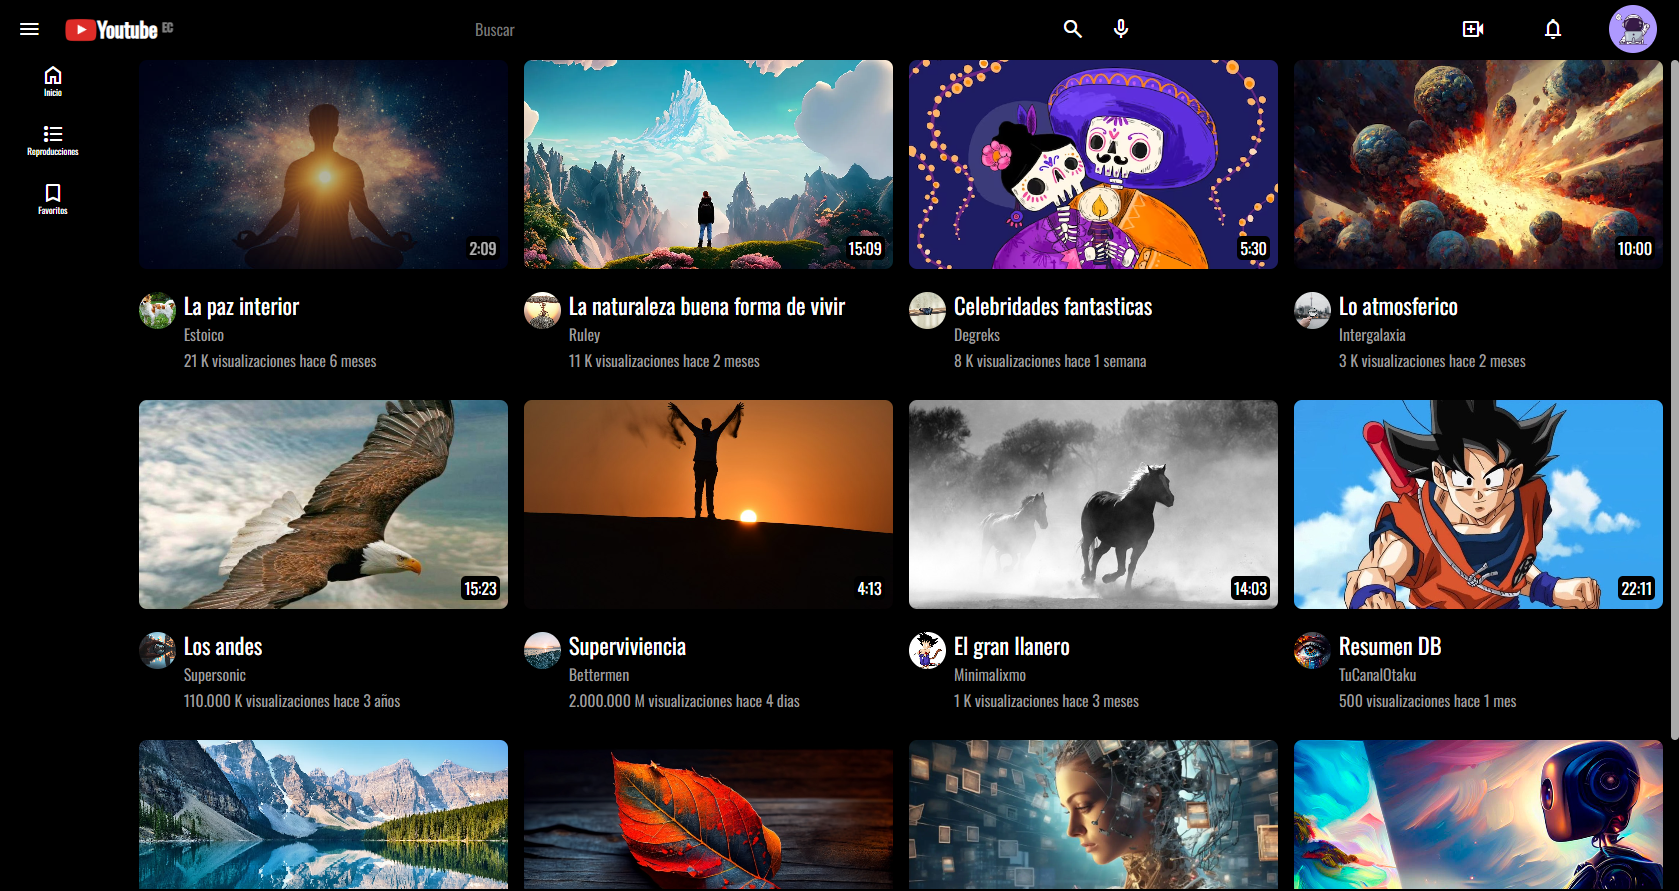 Youtube EC
Buscar
Inicio
Reproducciones
Favoritos
2:09
15:09
5:30
10:00
La paz interior
Estoico
21 K visualizaciones hace 6 meses
La naturaleza buena forma de vivir
Ruley
11 K visualizaciones hace 2 meses
Celebridades fantasticas
Degreks
8 K visualizaciones hace 1 semana
Lo atmosferico
Intergalaxia
3 K visualizaciones hace 2 meses
15:23
4:13
14:03
22:11
Los andes
Supersonic
110.000 K visualizaciones hace 3 años
Superviviencia
Bettermen
2.000.000 M visualizaciones hace 4 dias
El gran llanero
Minimalixmo
1 K visualizaciones hace 3 meses
Resumen DB
TuCanalOtaku
500 visualizaciones hace 1 mes